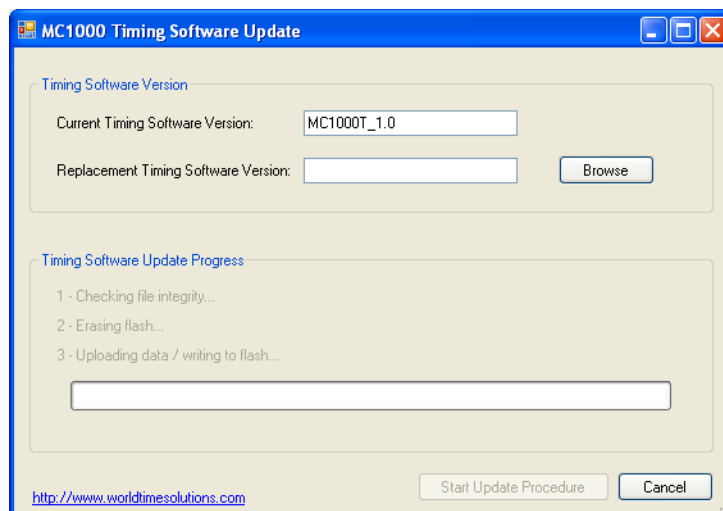 MC1000 Timing Software Update
Timing Software Version
Current Timing Software Version: MC1000T_1.0
Replacement Timing Software Version: Browse
Timing Software Update Progress
1 - Checking file integrity...
2 - Erasing flash...
3 - Uploading data / writing to flash...
Start Update Procedure Cancel
http://www.worldtimesolutions.com